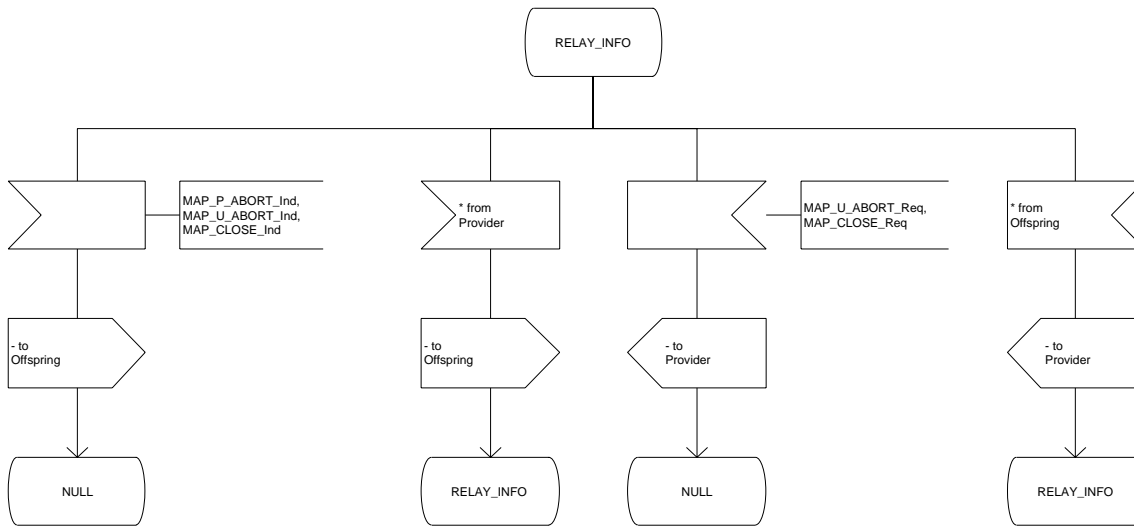 RELAY_INFO
MAP_P_ABORT_Ind,
MAP_U_ABORT_Ind,
MAP_CLOSE_Ind
* from
Provider
MAP_U_ABORT_Req,
MAP_CLOSE_Req
* from
Offspring
- to
Offspring
- to
Offspring
- to
Provider
- to
Provider
NULL
RELAY_INFO
NULL
RELAY_INFO